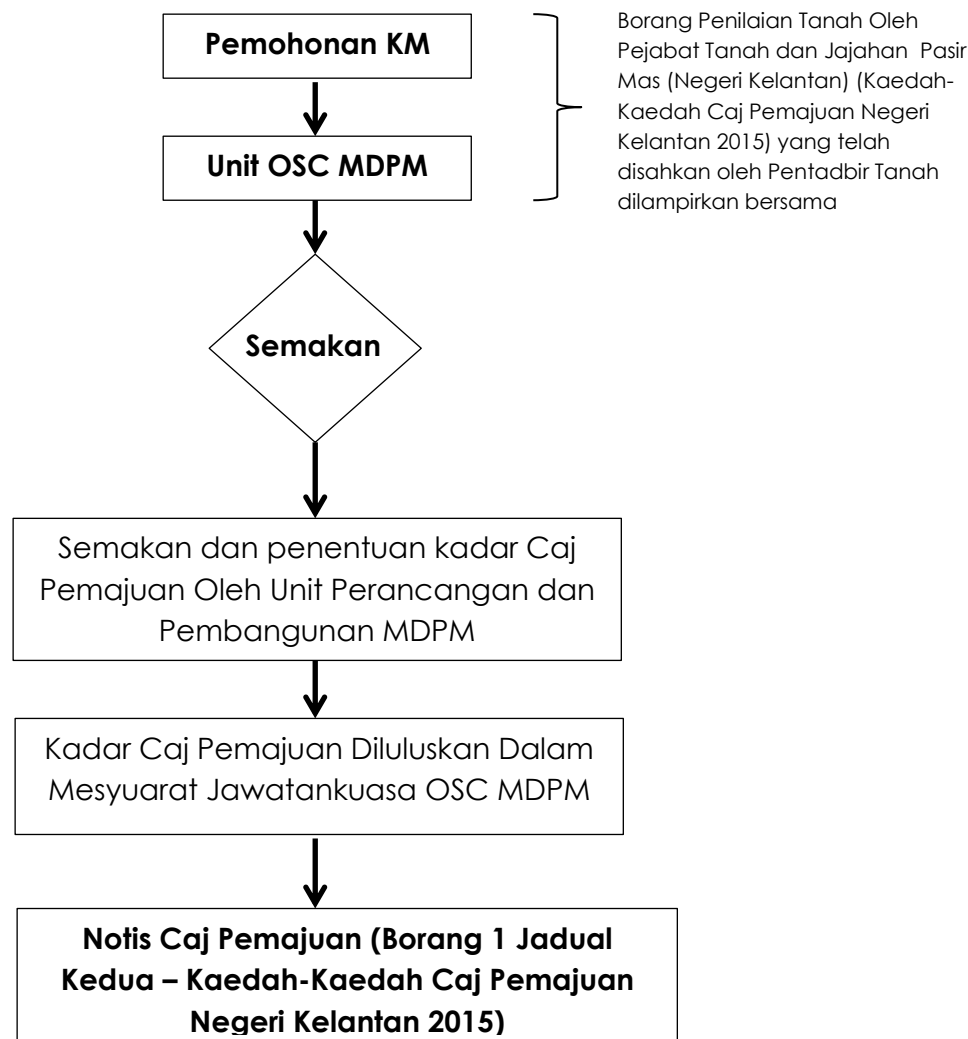 Pemohonan KM
Borang Penilaian Tanah Oleh
Pejabat Tanah dan Jajahan Pasir
Mas (Negeri Kelantan) (Kaedah-
Kaedah Caj Pemajuan Negeri
Kelantan 2015) yang telah
disahkan oleh Pentadbir Tanah
dilampirkan bersama
Unit OSC MDPM
Semakan
Semakan dan penentuan kadar Caj
Pemajuan Oleh Unit Perancangan dan
Pembangunan MDPM
Kadar Caj Pemajuan Diluluskan Dalam
Mesyuarat Jawatankuasa OSC MDPM
Notis Caj Pemajuan (Borang 1 Jadual
Kedua – Kaedah-Kaedah Caj Pemajuan
Negeri Kelantan 2015)